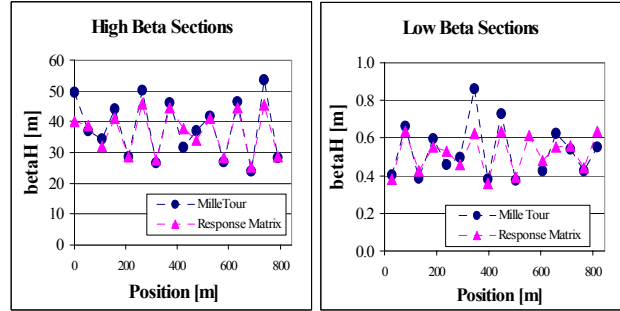 High Beta Sections
betaH [m]
60
50
40
30
20
10
0
MilleTour
Response Matrix
0
200
400
600
800
Position [m]
Low Beta Sections
betaH [m]
1.0
0.8
0.6
0.4
0.2
0.0
Mille Tour
Response Matrix
0
200
400
600
800
Position [m]